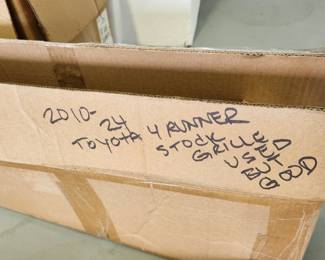 2010-24
TOYOTA 4 RUNNER
STOCK
GRILLE
USED
GOOD